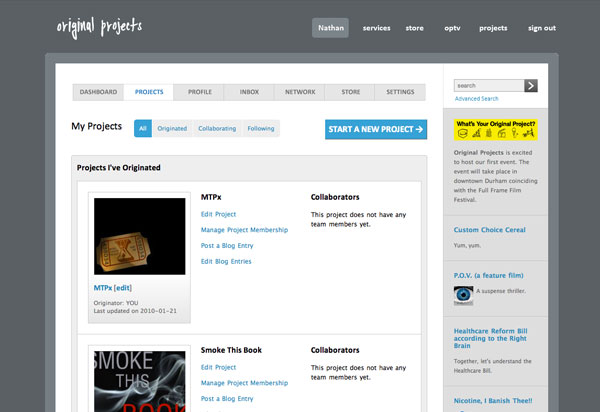 original projects
Nathan services store optv projects sign out
DASHBOARD PROJECTS PROFILE INBOX NETWORK STORE SETTINGS
My Projects All Originated Collaborating Following
START A NEW PROJECT
Projects I've Originated
MTPx
Edit Project
Manage Project Membership
Post a Blog Entry
Edit Blog Entries
Collaborators
This project does not have any
team members yet.
MTPx [edit]
Originator: YOU
Last updated on 2010-01-21
SMOKE
THIS
BOOK
Smoke This Book
Edit Project
Manage Project Membership
Post a Blog Entry
Collaborators
This project does not have any
team members yet.
search
Advanced Search
What's Your Original Project?
Original Projects is excited
to host our first event. The
event will take place in
downtown Durham coinciding
with the Full Frame Film
Festival.
Custom Choice Cereal
Yum, yum.
P.O.V. (a feature film)
A suspense thriller.
Healthcare Reform Bill
according to the Right
Brain
Together, let's understand the
Healthcare Bill.
Nicotine, I Banish Thee!!